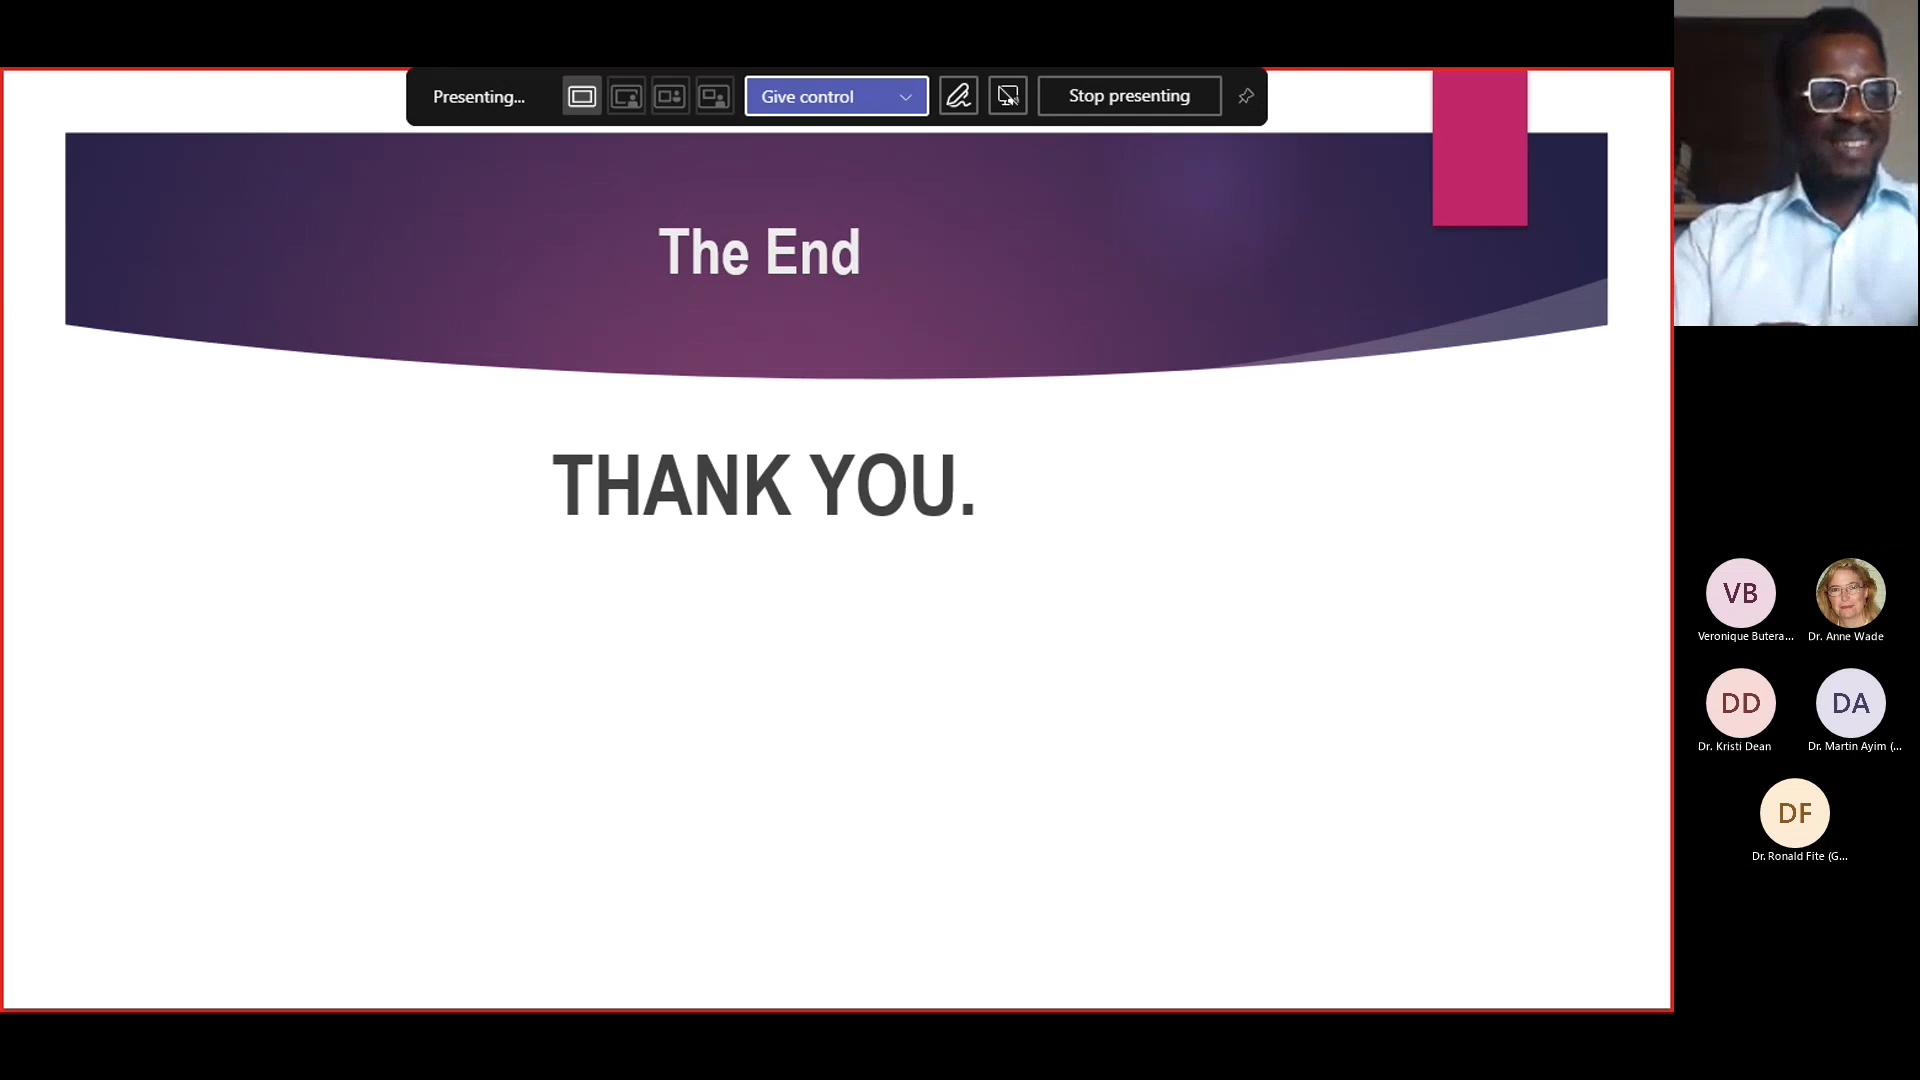 Presenting...
Give control
Stop presenting
The End
THANK YOU.
VB
Veronique Butera...
Dr. Anne Wade
DD
DA
Dr. Kristi Dean
Dr. Martin Ayim (...
DF
Dr. Ronald Fite (G...